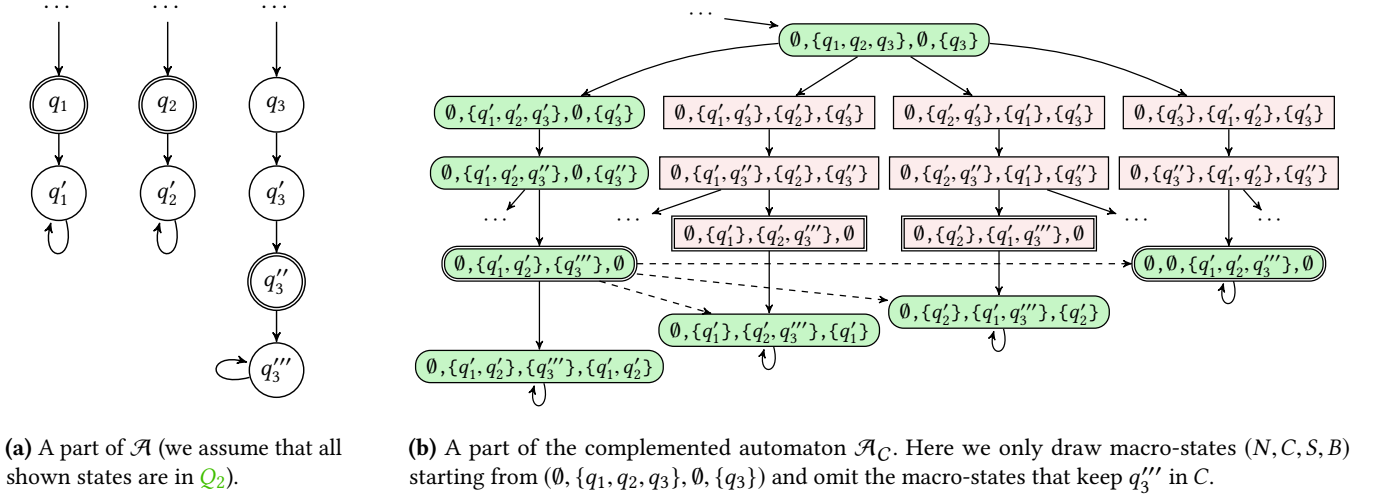 ...
...
...
q₁
q₂
q₃
q₁′
q₂′
q₃′
q₃″
q₃‴
(a) A part of 𝒜 (we assume that all
shown states are in Q₂).
...
∅,{q₁,q₂,q₃},∅,{q₃}
∅,{q₁′,q₂′,q₃′},∅,{q₃′}
∅,{q₁′,q₃′},{q₂′},{q₃′}
∅,{q₂′,q₃′},{q₁′},{q₃′}
∅,{q₃′},{q₁′,q₂′},{q₃′}
∅,{q₁′,q₂′,q₃″},∅,{q₃″}
∅,{q₁′,q₃″},{q₂′},{q₃″}
∅,{q₂′,q₃″},{q₁′},{q₃″}
∅,{q₃″},{q₁′,q₂′},{q₃″}
...
...
...
...
∅,{q₁′},{q₂′,q₃‴},∅
∅,{q₂′},{q₁′,q₃‴},∅
∅,{q₁′,q₂′},{q₃‴},∅
∅,∅,{q₁′,q₂′,q₃‴},∅
∅,{q₂′},{q₁′,q₃‴},{q₂′}
∅,{q₁′},{q₂′,q₃‴},{q₁′}
∅,{q₁′,q₂′},{q₃‴},{q₁′,q₂′}
(b) A part of the complemented automaton 𝒜_C. Here we only draw macro-states (N, C, S, B)
starting from (∅, {q₁, q₂, q₃}, ∅, {q₃}) and omit the macro-states that keep q₃‴ in C.